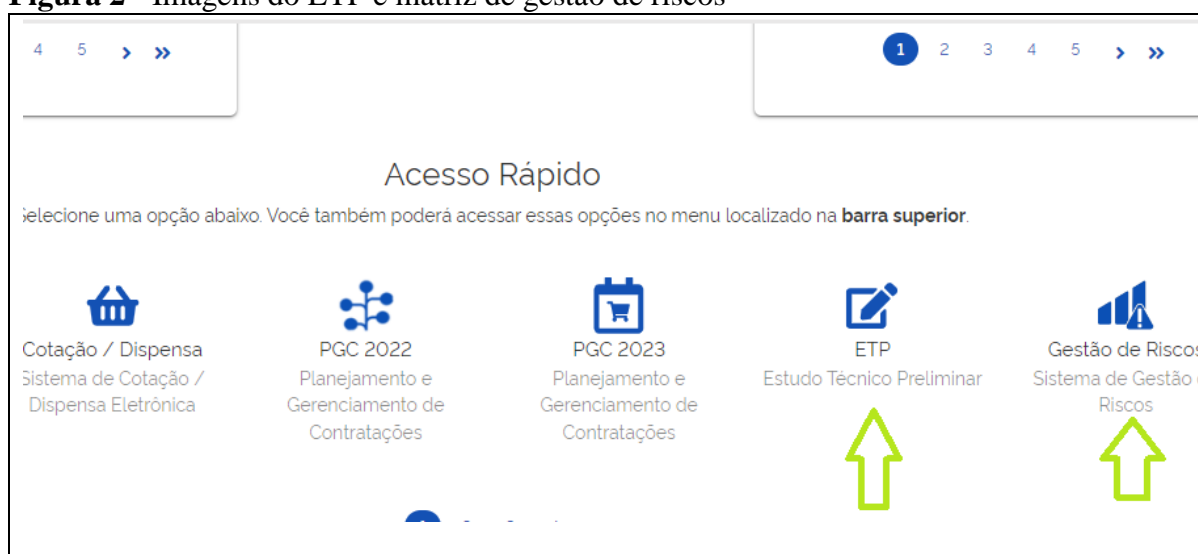 Figura 2 - Imagens do ETP e matriz de gestão de riscos
4 5 › »
1 2 3 4 5 › »
Acesso Rápido
Selecione uma opção abaixo. Você também poderá acessar essas opções no menu localizado na barra superior.
Cotação / Dispensa
Sistema de Cotação /
Dispensa Eletrônica
PGC 2022
Planejamento e
Gerenciamento de
Contratações
PGC 2023
Planejamento e
Gerenciamento de
Contratações
ETP
Estudo Técnico Preliminar
Gestão de Riscos
Sistema de Gestão
Riscos